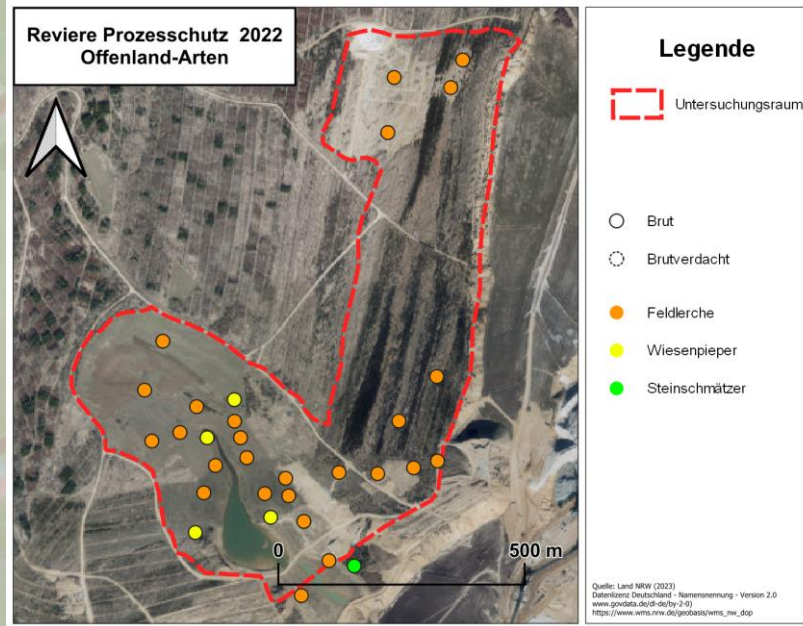 Reviere Prozesschutz 2022
Offenland-Arten
0
500 m
Legende
Untersuchungsraum
Brut
Brutverdacht
Feldlerche
Wiesenpieper
Steinschmätzer
Quelle: Land NRW (2023)
Datenlizenz Deutschland - Namensnennung - Version 2.0
www.govdata.de/dl-de/by-2-0)
https://www.wms.nrw.de/geobasis/wms_nw_dop